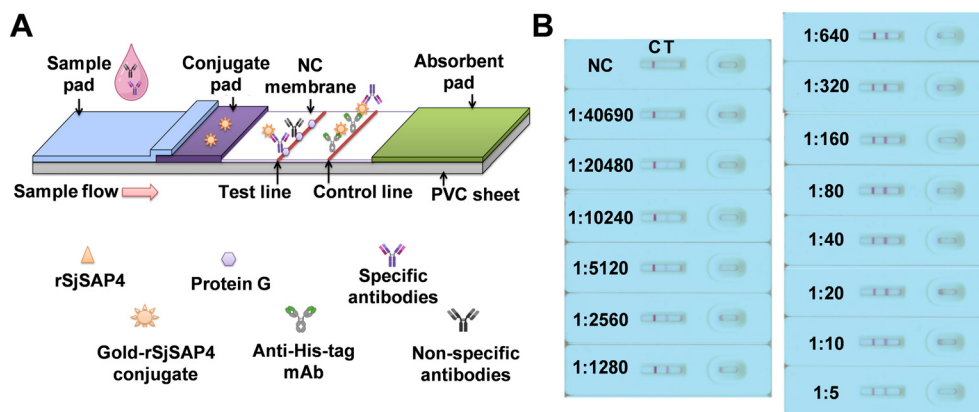 A
Sample
pad
Conjugate
pad
NC
membrane
Absorbent
pad
Sample flow
Test line
Control line
PVC sheet
rSjSAP4
Protein G
Specific
antibodies
Gold-rSjSAP4
conjugate
Anti-His-tag
mAb
Non-specific
antibodies
B
C T
NC
1:40690
1:20480
1:10240
1:5120
1:2560
1:1280
1:640
1:320
1:160
1:80
1:40
1:20
1:10
1:5